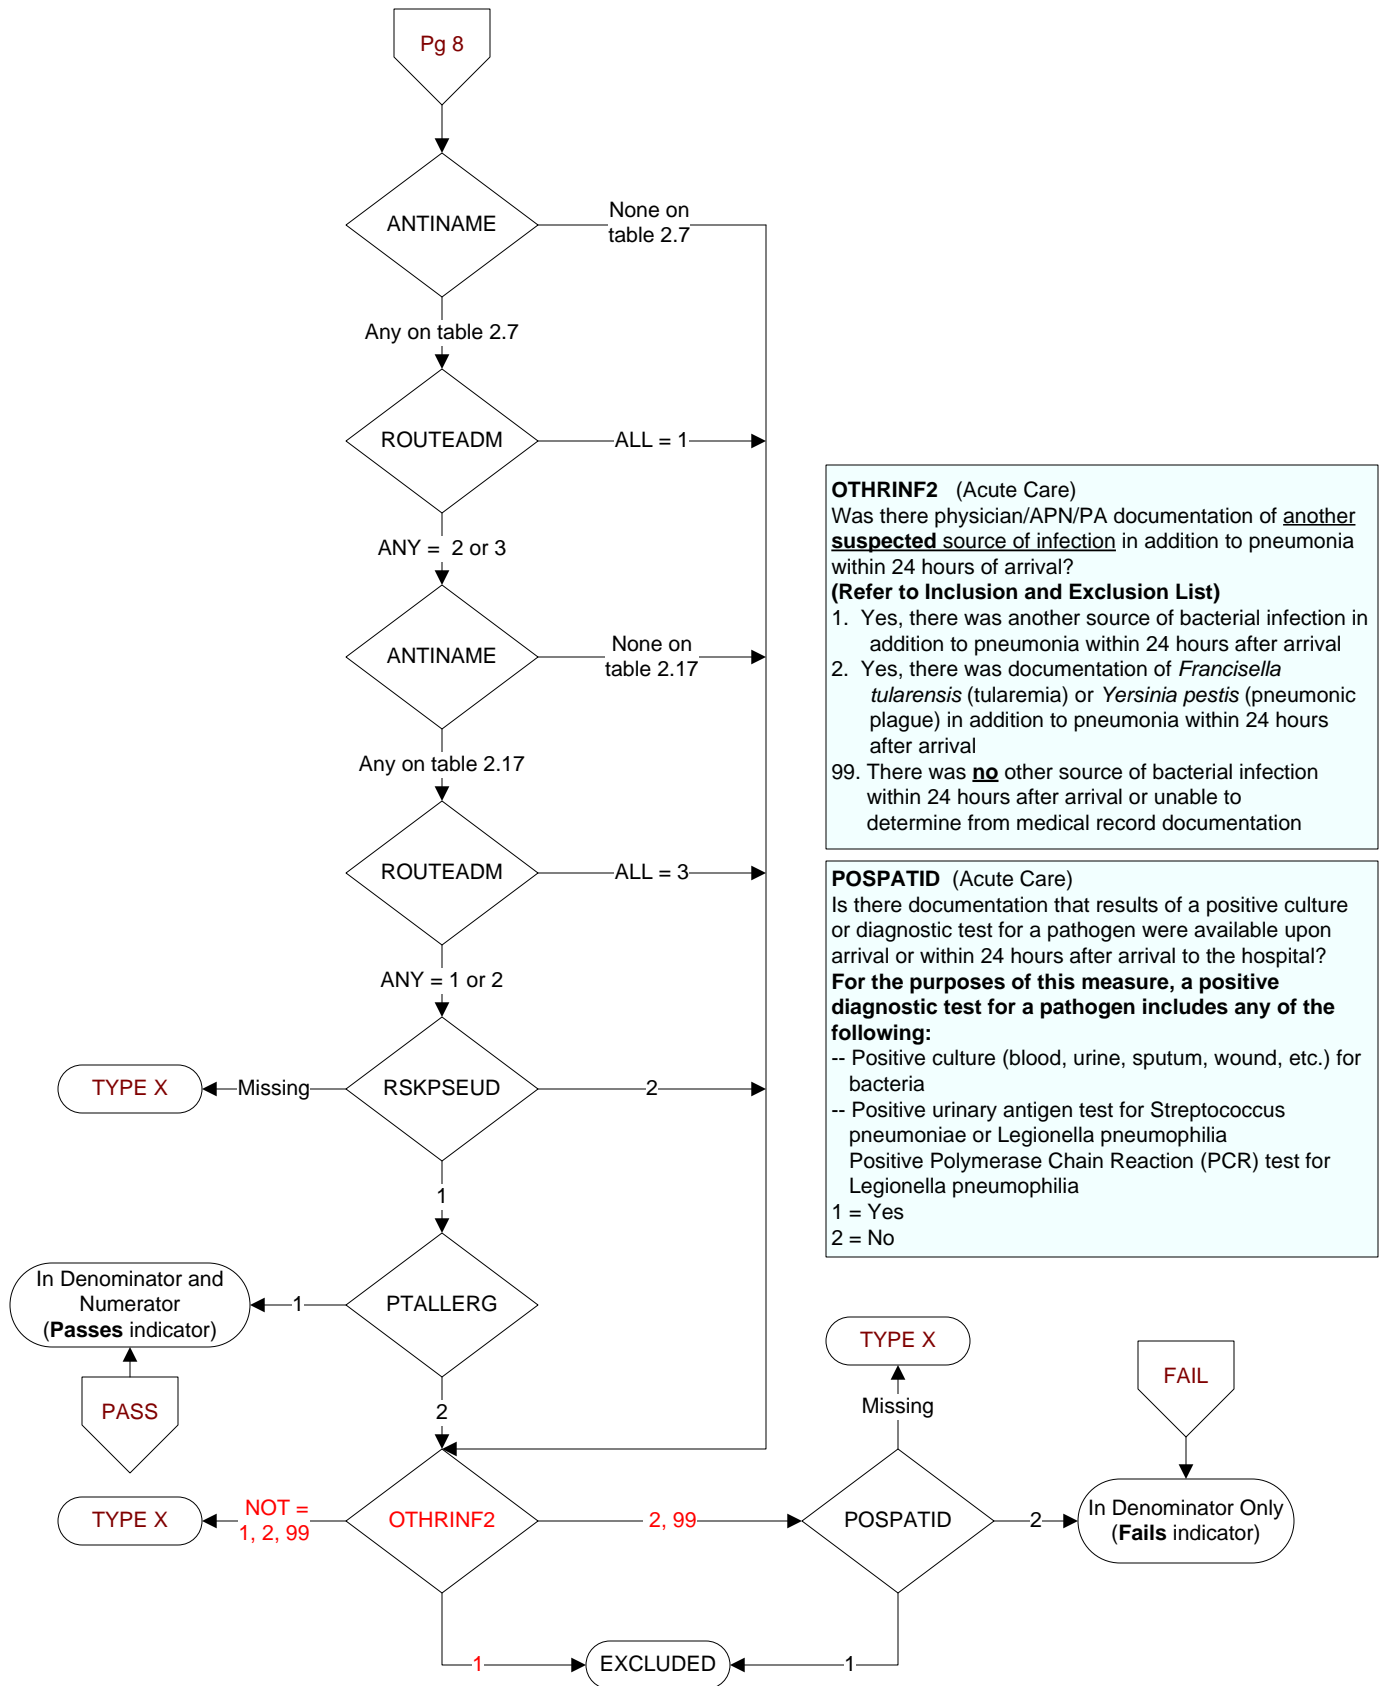 Pg 8
ANTINAME
None on
table 2.7
Any on table 2.7
ROUTEADM
ALL = 1
ANY = 2 or 3
ANTINAME
None on
table 2.17
Any on table 2.17
ROUTEADM
ALL = 3
ANY = 1 or 2
TYPE X
Missing
RSKPSEUD
2
1
In Denominator and
Numerator
(Passes indicator)
1
PTALLERG
PASS
2
TYPE X
NOT =
1, 2, 99
OTHRINF2
2, 99
1
EXCLUDED
1
POSPATID
Missing
TYPE X
2
In Denominator Only
(Fails indicator)
FAIL
OTHRINF2 (Acute Care)
Was there physician/APN/PA documentation of another
suspected source of infection in addition to pneumonia
within 24 hours of arrival?
(Refer to Inclusion and Exclusion List)
1. Yes, there was another source of bacterial infection in
addition to pneumonia within 24 hours after arrival
2. Yes, there was documentation of Francisella
tularensis (tularemia) or Yersinia pestis (pneumonic
plague) in addition to pneumonia within 24 hours
after arrival
99. There was no other source of bacterial infection
within 24 hours after arrival or unable to
determine from medical record documentation
POSPATID (Acute Care)
Is there documentation that results of a positive culture
or diagnostic test for a pathogen were available upon
arrival or within 24 hours after arrival to the hospital?
For the purposes of this measure, a positive
diagnostic test for a pathogen includes any of the
following:
-- Positive culture (blood, urine, sputum, wound, etc.) for
bacteria
-- Positive urinary antigen test for Streptococcus
pneumoniae or Legionella pneumophilia
Positive Polymerase Chain Reaction (PCR) test for
Legionella pneumophilia
1 = Yes
2 = No